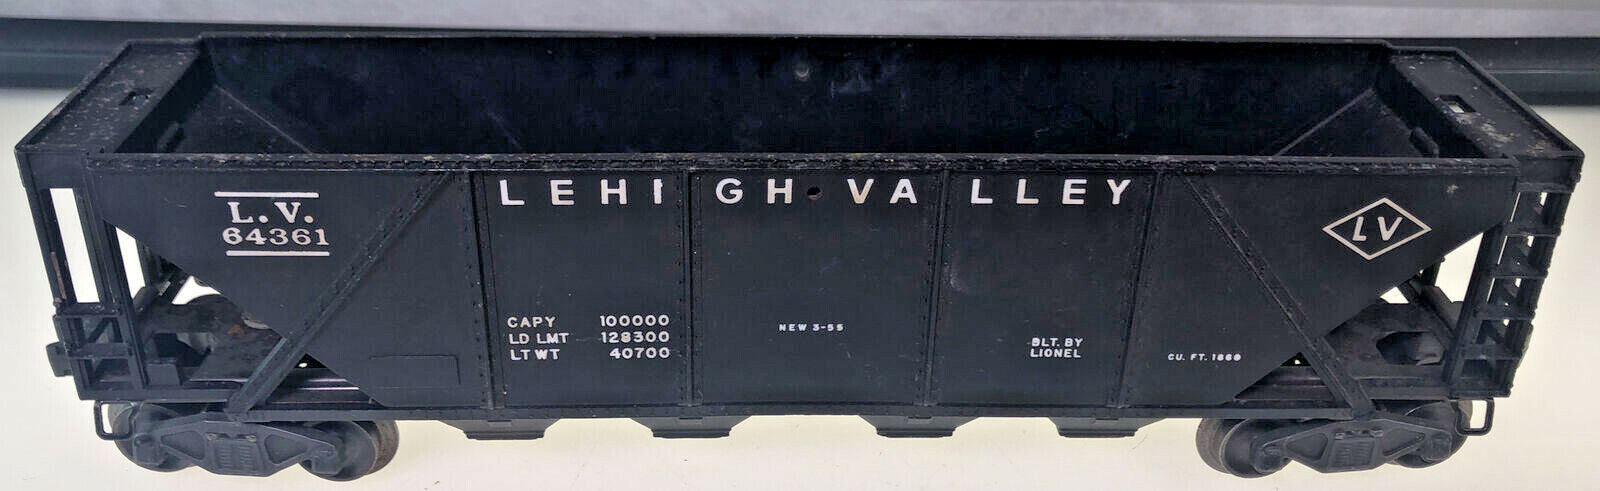 LEHIGH VALLEY
L.V.
64361
LV
CAPY 100000
LD LMT 128300
LT WT 40700
NEW 3-55
BLT. BY
LIONEL
CU. FT. 1880